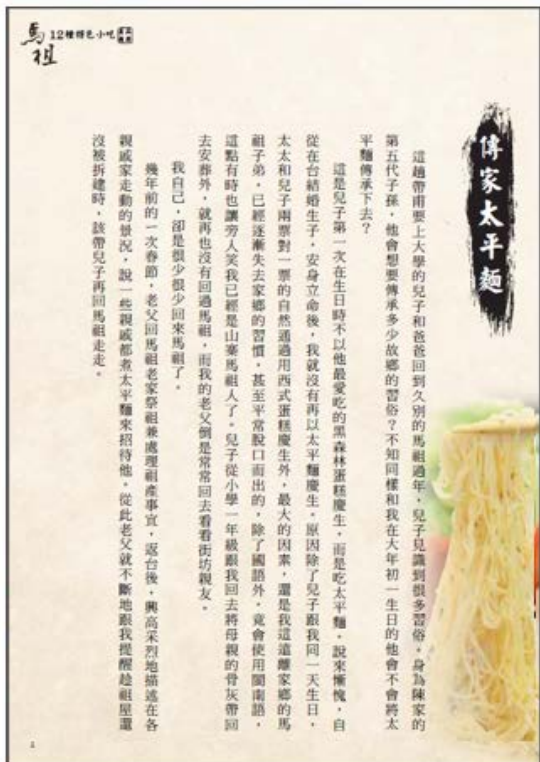 馬祖
12種特色小吃
傳家太平麵
這趟帶甫要上大學的兒子和爸爸回到久別的馬祖過年，兒子見識到很多習俗。身為陳家的
第五代子孫，他會想要傳承多少故鄉的習俗？不知同樣和我在大年初一生日的他會不會將太
平麵傳承下去？
這是兒子第一次在生日時不以他最愛吃的黑森林蛋糕慶生，而是吃太平麵，說來慚愧，自
從在台結婚生子，安身立命後，我就沒有再以太平麵慶生。原因除了兒子跟我同一天生日，
太太和兒子兩票對一票的自然通過用西式蛋糕慶生外，最大的因素，還是我這遠離家鄉的馬
祖子弟，已經逐漸失去家鄉的習慣，甚至平常脫口而出的，除了國語外，竟會使用閩南語，
這點有時也讓旁人笑我已經是山寨馬祖人了。兒子從小學一年級跟我回去將母親的骨灰帶回
去安葬外，就再也沒有回過馬祖，而我的老父倒是常常回去看看街坊親友。
我自己，卻是很少很少回來馬祖了。
幾年前的一次春節，老父回馬祖老家祭祖兼處理祖產事宜，返台後，興高采烈地描述在各
親戚家走動的景況，說一些親戚都煮太平麵來招待他。從此老父就不斷地跟我提醒趁祖屋還
沒被拆建時，該帶兒子再回馬祖走走。